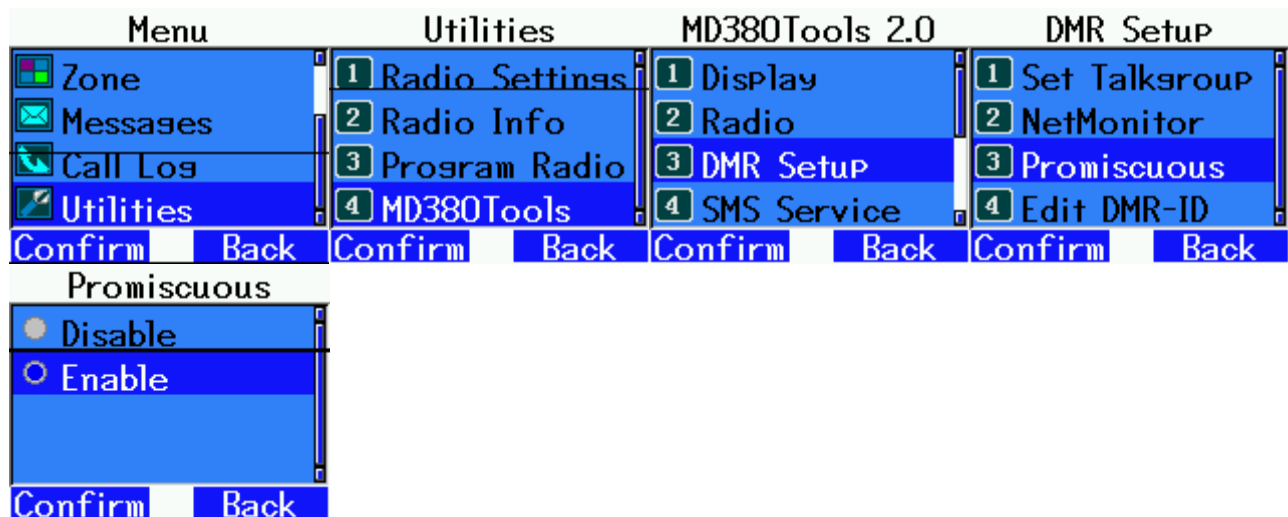 Menu
Zone
Messages
Call Log
Utilities
Confirm Back
Utilities
1 Radio Settings
2 Radio Info
3 Program Radio
4 MD380Tools
Confirm Back
MD380Tools 2.0
1 Display
2 Radio
3 DMR Setup
4 SMS Service
Confirm Back
DMR Setup
1 Set Talkgroup
2 NetMonitor
3 Promiscuous
4 Edit DMR-ID
Confirm Back
Promiscuous
Disable
Enable
Confirm Back